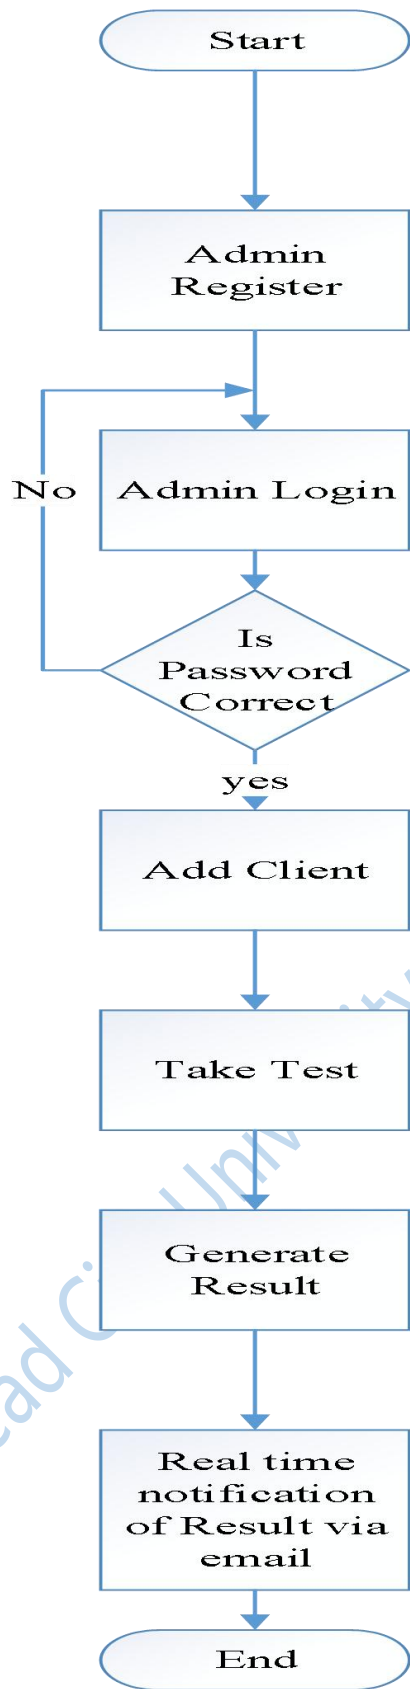 Start
Admin
Register
No
Admin Login
Is
Password
Correct
yes
Add Client
Take Test
Generate
Result
Real time
notification
of Result via
email
End